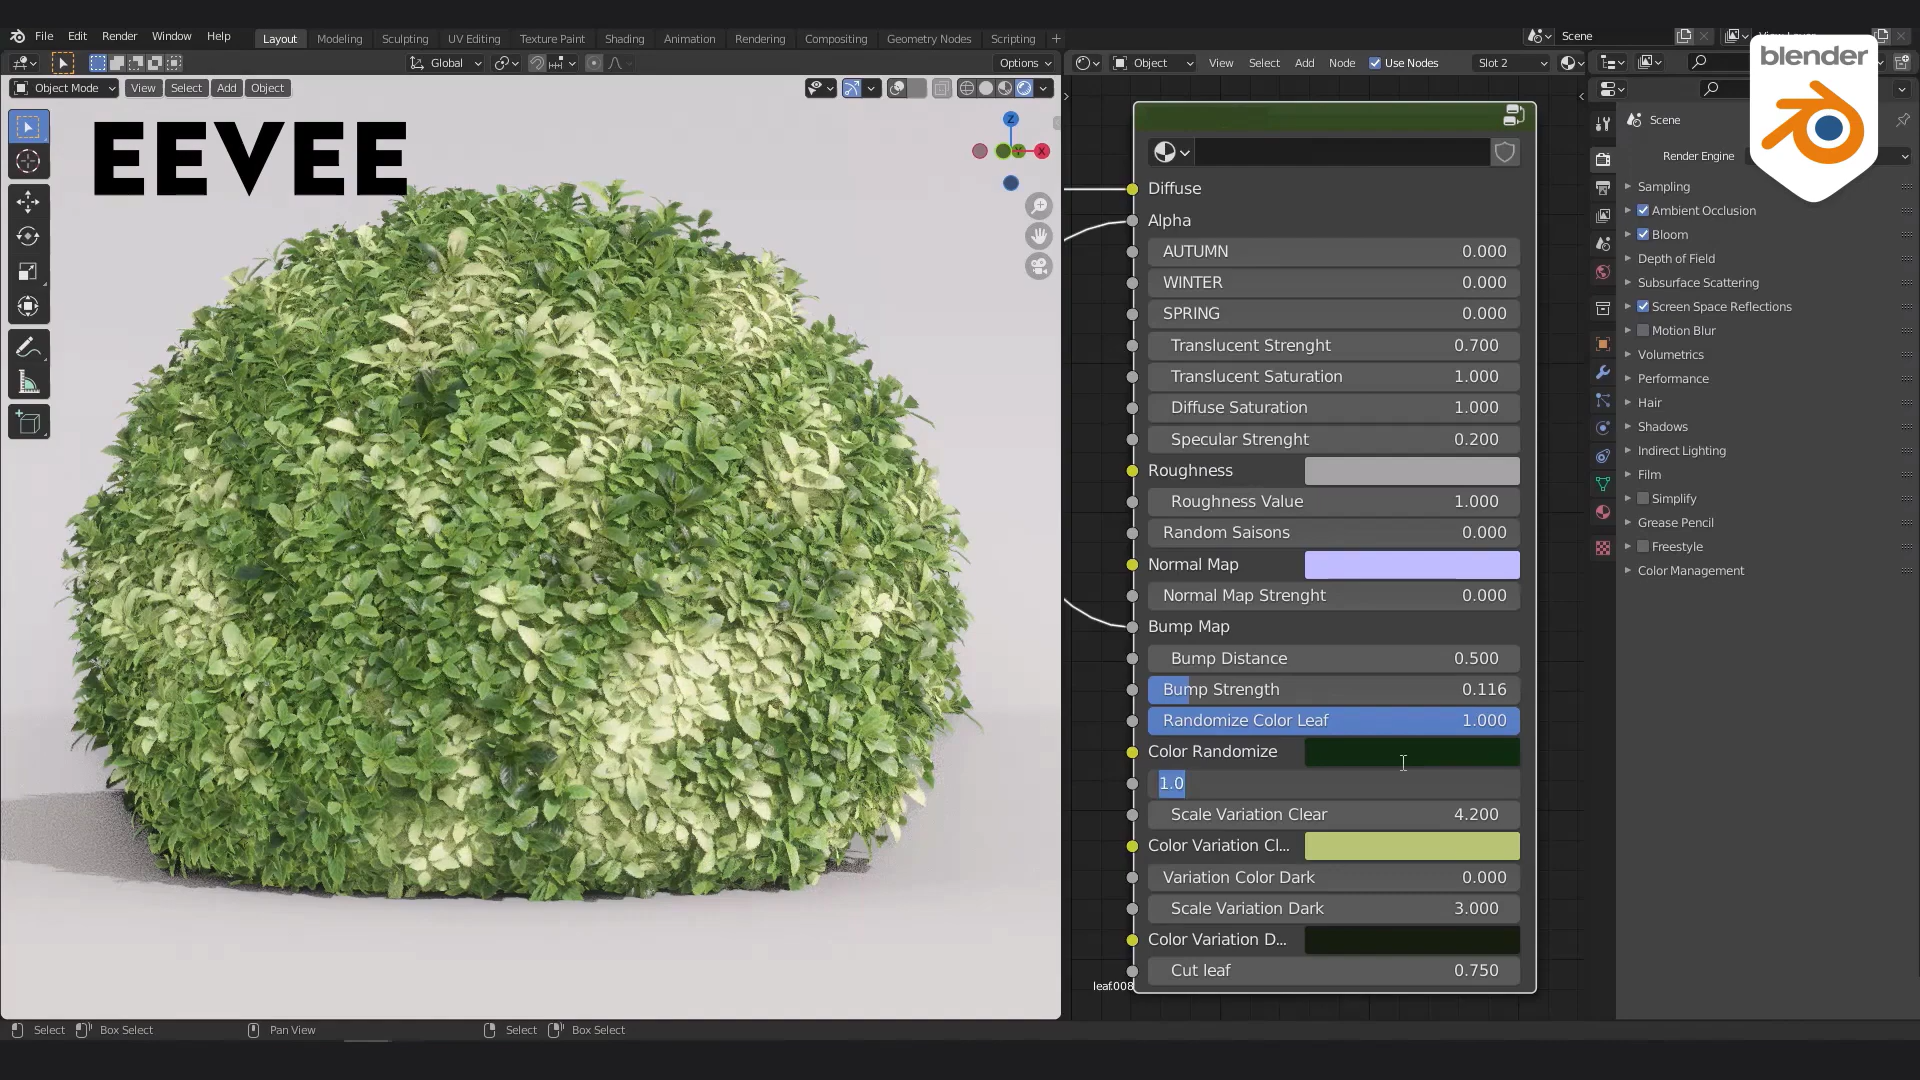 File Edit Render Window Help
Layout Modeling Sculpting UV Editing Texture Paint Shading Animation Rendering Compositing Geometry Nodes Scripting +
Scene
blender
Global
Options
Object
View Select Add Node Use Nodes
Slot 2
Object Mode View Select Add Object
EEVEE
Z
Y
X
Diffuse
Alpha
AUTUMN 0.000
WINTER 0.000
SPRING 0.000
Translucent Strenght 0.700
Translucent Saturation 1.000
Diffuse Saturation 1.000
Specular Strenght 0.200
Roughness
Roughness Value 1.000
Random Saisons 0.000
Normal Map
Normal Map Strenght 0.000
Bump Map
Bump Distance 0.500
Bump Strength 0.116
Randomize Color Leaf 1.000
Color Randomize
1.0
Scale Variation Clear 4.200
Color Variation Cl...
Variation Color Dark 0.000
Scale Variation Dark 3.000
Color Variation D...
Cut leaf 0.750
leaf.008
Scene
Render Engine
Sampling
Ambient Occlusion
Bloom
Depth of Field
Subsurface Scattering
Screen Space Reflections
Motion Blur
Volumetrics
Performance
Hair
Shadows
Indirect Lighting
Film
Simplify
Grease Pencil
Freestyle
Color Management
Select Box Select Pan View Select Box Select